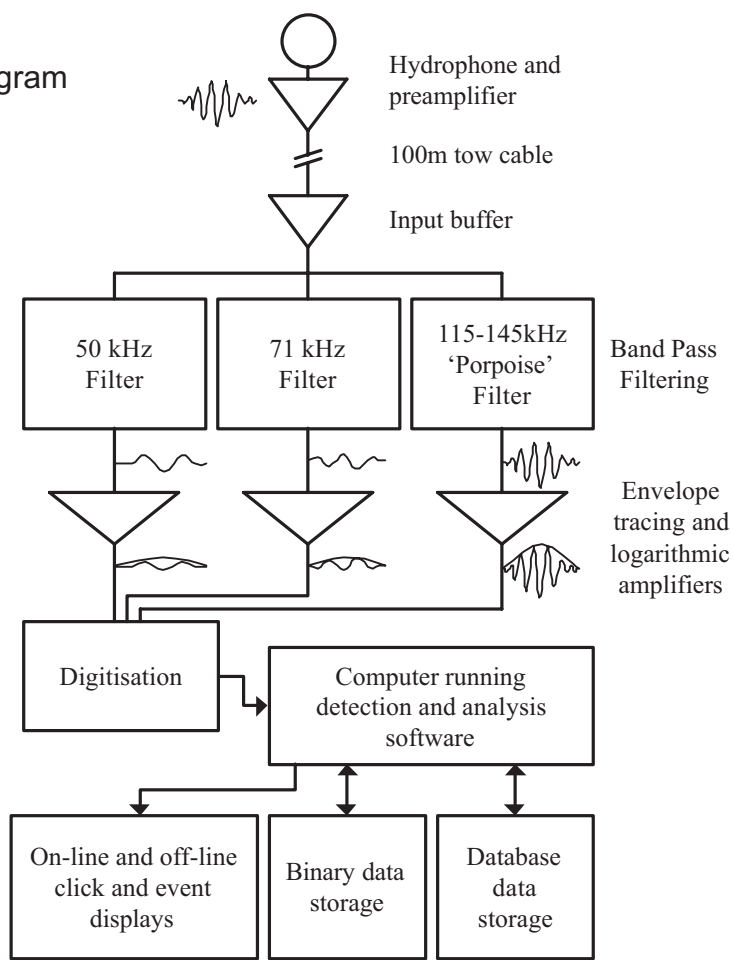 gram
Hydrophone and
preamplifier
100m tow cable
Input buffer
50 kHz
Filter
71 kHz
Filter
115-145kHz
‘Porpoise’
Filter
Band Pass
Filtering
Envelope
tracing and
logarithmic
amplifiers
Digitisation
Computer running
detection and analysis
software
On-line and off-line
click and event
displays
Binary data
storage
Database
data
storage